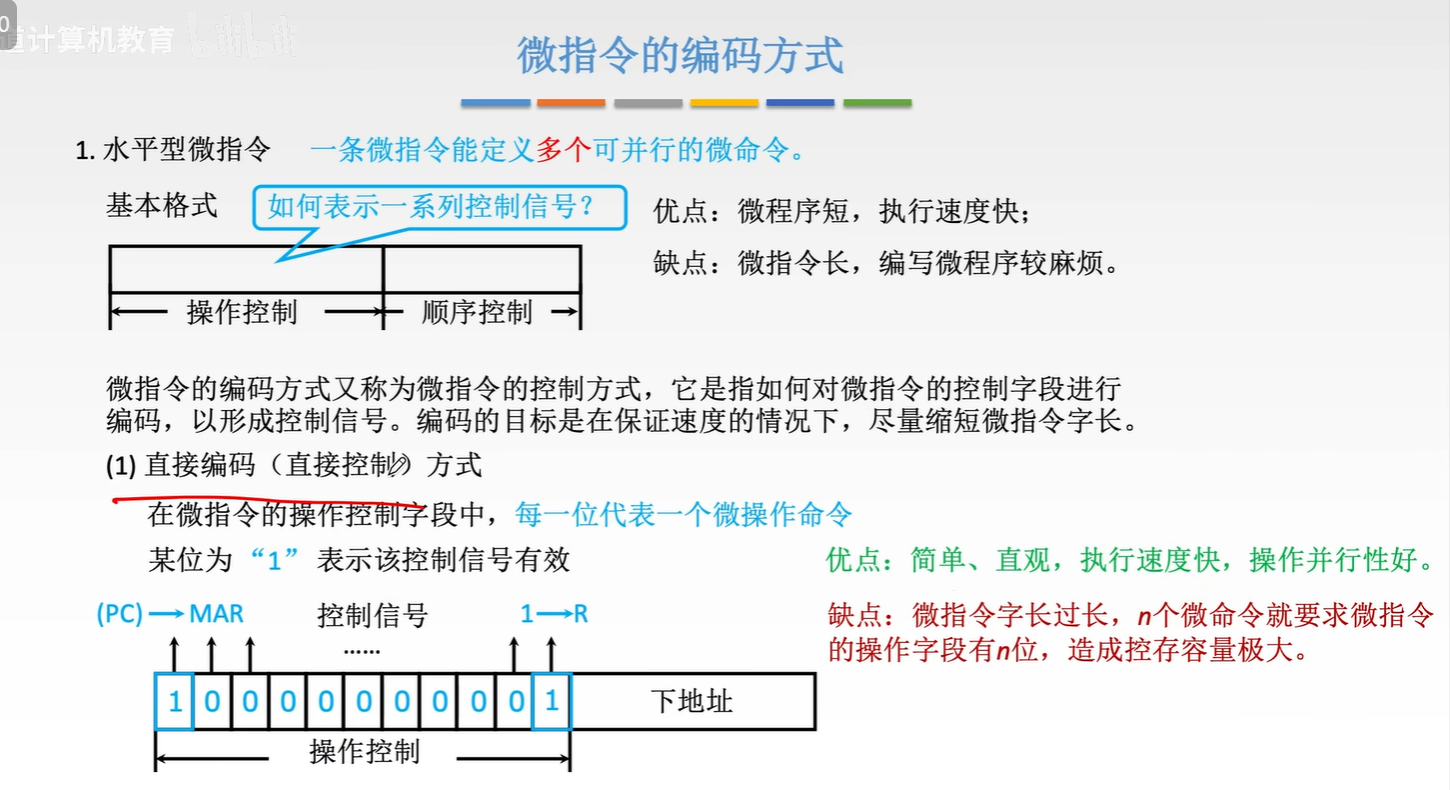 0
道计算机教育
微指令的编码方式
1. 水平型微指令 一条微指令能定义多个可并行的微命令。
基本格式 如何表示一系列控制信号？
优点：微程序短，执行速度快；
缺点：微指令长，编写微程序较麻烦。
操作控制 顺序控制
微指令的编码方式又称为微指令的控制方式，它是指如何对微指令的控制字段进行
编码，以形成控制信号。编码的目标是在保证速度的情况下，尽量缩短微指令字长。
(1) 直接编码（直接控制）方式
在微指令的操作控制字段中，每一位代表一个微操作命令
某位为“1”表示该控制信号有效
优点：简单、直观，执行速度快，操作并行性好。
缺点：微指令字长过长，n个微命令就要求微指令
的操作字段有n位，造成控存容量极大。
(PC) → MAR 控制信号 1 → R
……
1 0 0 0 0 0 0 0 0 0 1 下地址
操作控制